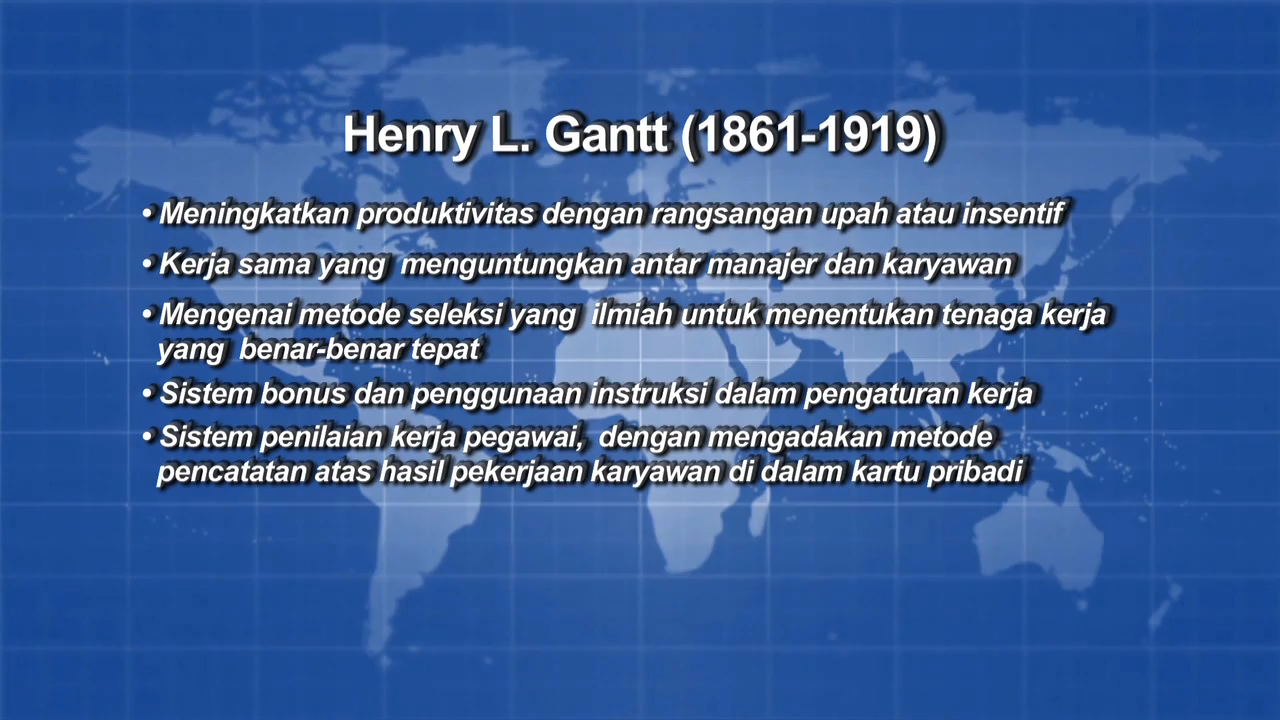 Henry L. Gantt (1861-1919)
• Meningkatkan produktivitas dengan rangsangan upah atau insentif
• Kerja sama yang menguntungkan antar manajer dan karyawan
• Mengenai metode seleksi yang ilmiah untuk menentukan tenaga kerja
yang benar-benar tepat
• Sistem bonus dan penggunaan instruksi dalam pengaturan kerja
• Sistem penilaian kerja pegawai, dengan mengadakan metode
pencatatan atas hasil pekerjaan karyawan di dalam kartu pribadi